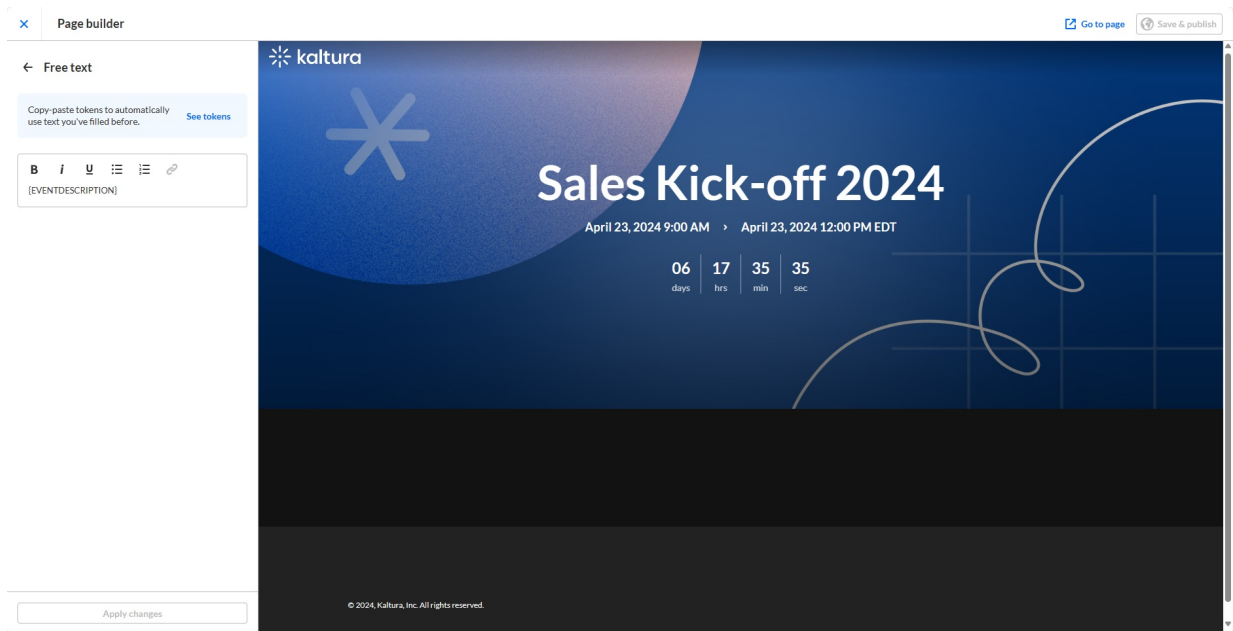 Page builder
Go to page
Save & publish
Free text
Copy-paste tokens to automatically
use text you've filled before.
See tokens
B i U
{EVENTDESCRIPTION}
Apply changes
kaltura
Sales Kick-off 2024
April 23, 2024 9:00 AM › April 23, 2024 12:00 PM EDT
06 17 35 35
days hrs min sec
© 2024, Kaltura, Inc. All rights reserved.